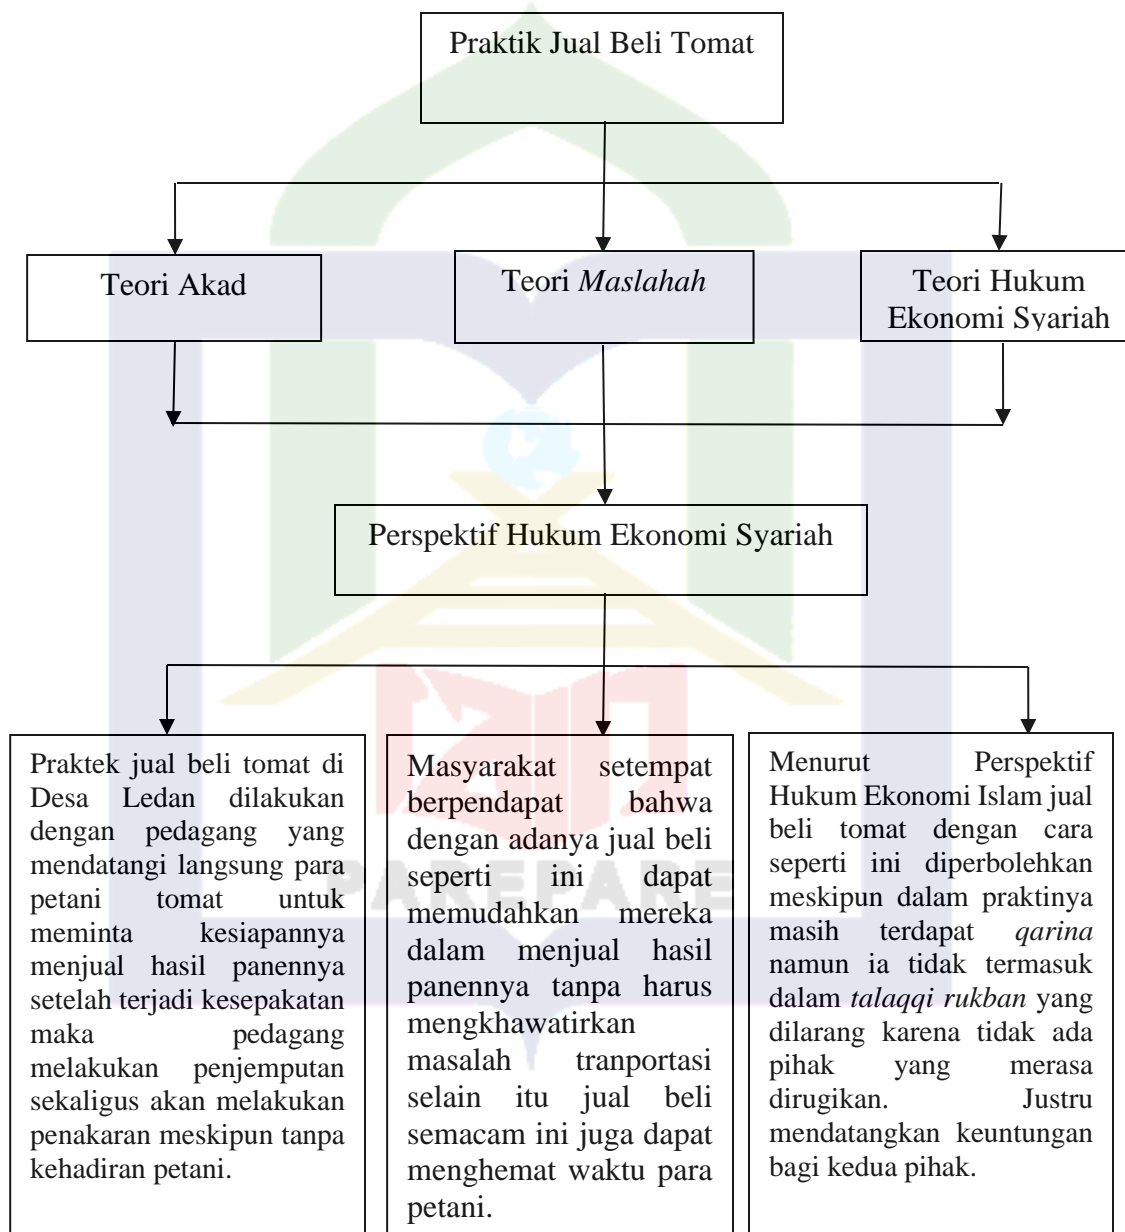 Praktik Jual Beli Tomat
Teori Akad
Teori Maslahah
Teori Hukum
Ekonomi Syariah
Perspektif Hukum Ekonomi Syariah
Praktek jual beli tomat di
Desa Ledan dilakukan
dengan pedagang yang
mendatangi langsung para
petani tomat untuk
meminta kesiapannya
menjual hasil panennya
setelah terjadi kesepakatan
maka pedagang
melakukan penjemputan
sekaligus akan melakukan
penakaran meskipun tanpa
kehadiran petani.
Masyarakat setempat
berpendapat bahwa
dengan adanya jual beli
seperti ini dapat
memudahkan mereka
dalam menjual hasil
panennya tanpa harus
mengkhawatirkan
masalah tranportasi
selain itu jual beli
semacam ini juga dapat
menghemat waktu para
petani.
Menurut Perspektif
Hukum Ekonomi Islam jual
beli tomat dengan cara
seperti ini diperbolehkan
meskipun dalam praktinya
masih terdapat qarina
namun ia tidak termasuk
dalam talaqqi rukban yang
dilarang karena tidak ada
pihak yang merasa
dirugikan. Justru
mendatangkan keuntungan
bagi kedua pihak.
PAREPARE